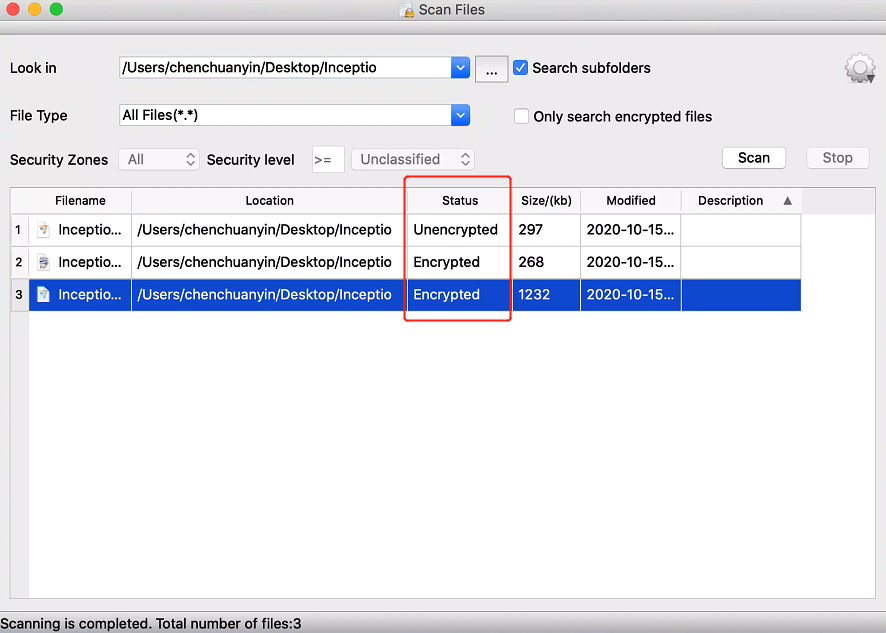 Scan Files
Look in /Users/chenchuanyin/Desktop/Inceptio ... Search subfolders
File Type All Files(*.*) Only search encrypted files
Security Zones All Security level >= Unclassified Scan Stop
Filename Location Status Size/(kb) Modified Description
1 Inceptio... /Users/chenchuanyin/Desktop/Inceptio Unencrypted 297 2020-10-15...
2 Inceptio... /Users/chenchuanyin/Desktop/Inceptio Encrypted 268 2020-10-15...
3 Inceptio... /Users/chenchuanyin/Desktop/Inceptio Encrypted 1232 2020-10-15...
Scanning is completed. Total number of files:3